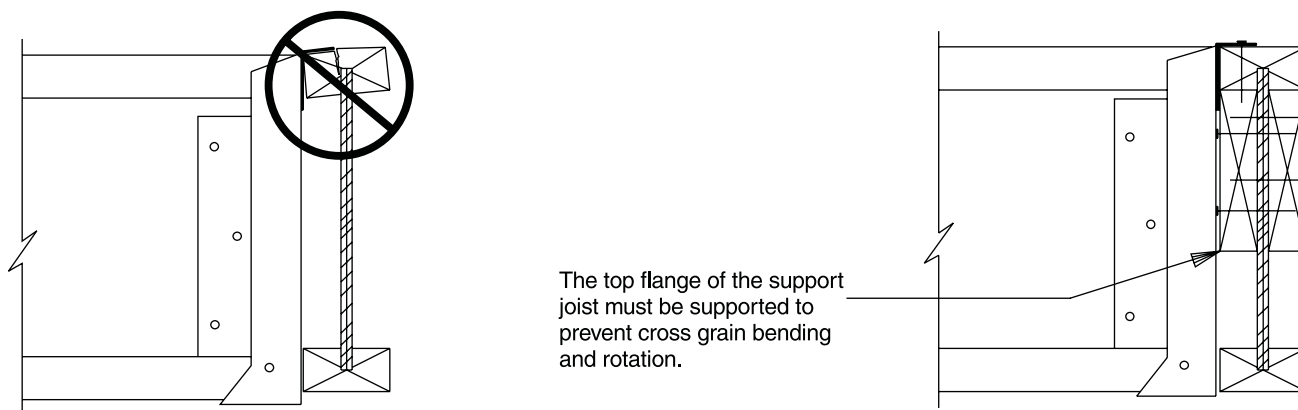 The top flange of the support
joist must be supported to
prevent cross grain bending
and rotation.